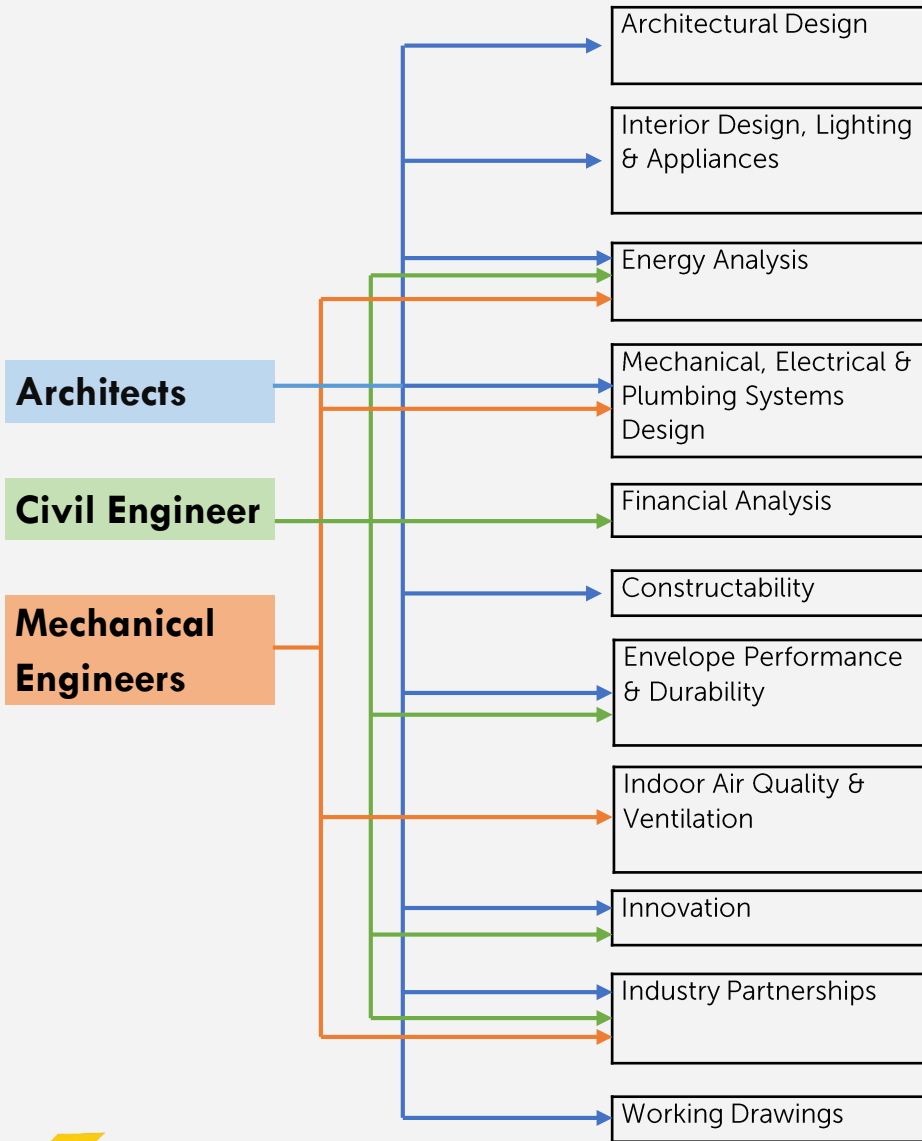 Architectural Design
Interior Design, Lighting
& Appliances
Energy Analysis
Mechanical, Electrical &
Plumbing Systems
Design
Financial Analysis
Constructability
Envelope Performance
& Durability
Indoor Air Quality &
Ventilation
Innovation
Industry Partnerships
Working Drawings
Architects
Civil Engineer
Mechanical
Engineers